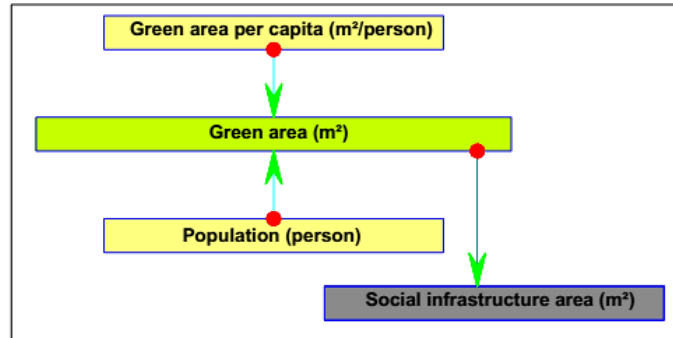 Green area per capita (m²/person)
Green area (m²)
Population (person)
Social infrastructure area (m²)